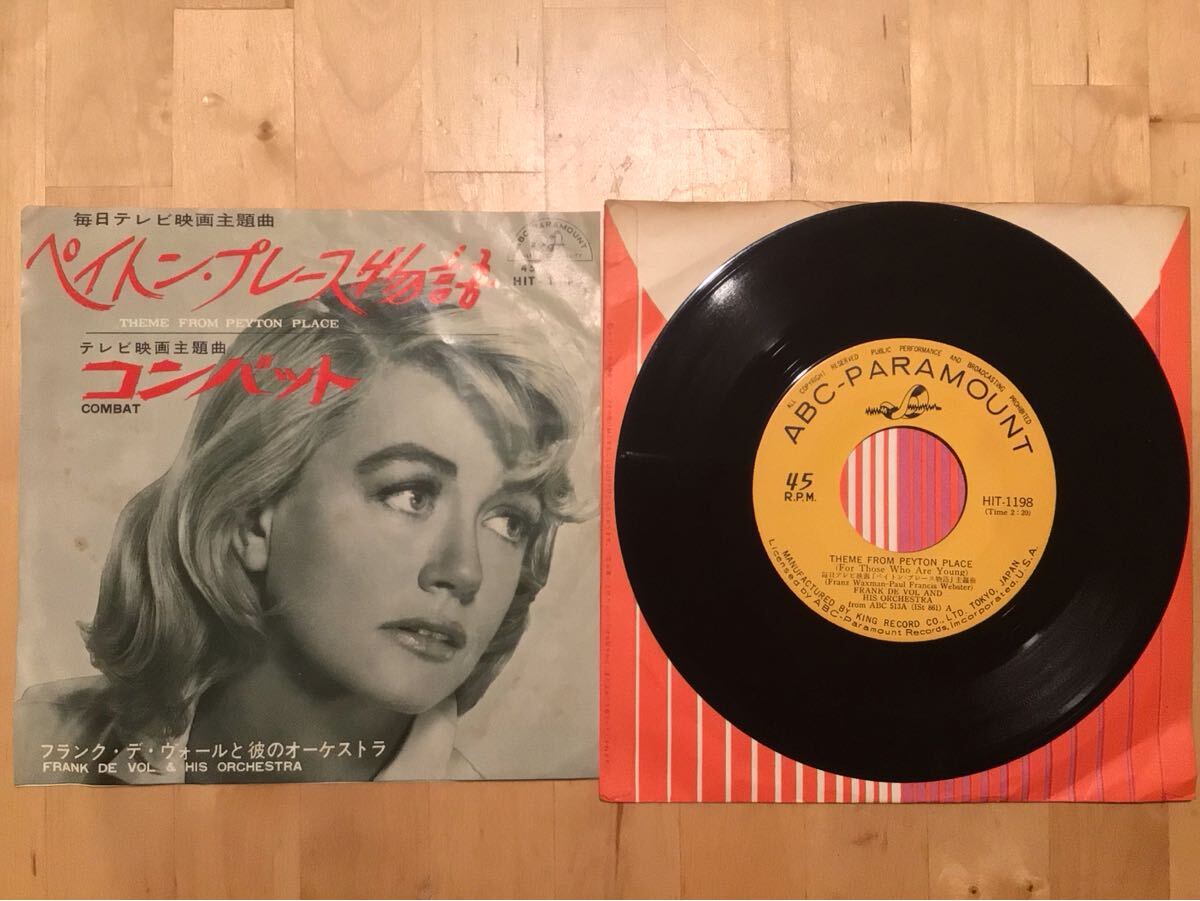 毎日テレビ映画主題曲
ペイトン・プレース物語
THEME FROM PEYTON PLACE
テレビ映画主題曲
コンバット
COMBAT
ABC-PARAMOUNT
45
HIT
フランク・デ・ヴォールと彼のオーケストラ
FRANK DE VOL & HIS ORCHESTRA
ALL COPYRIGHT RESERVED PUBLIC PERFORMANCE AND BROADCASTING PROHIBITED
ABC-PARAMOUNT
45
R.P.M.
HIT-1198
(Time 2:20)
THEME FROM PEYTON PLACE
(For Those Who Are Young)
毎日テレビ映画「ペイトン・プレース物語」主題曲
(Franz Waxman-Paul Francis Webster)
FRANK DE VOL AND
HIS ORCHESTRA
from ABC 513A (ISt 861) A
MANUFACTURED BY KING RECORD CO., LTD. TOKYO, JAPAN
Licensed by ABC-Paramount Records, Imcorporated, U.S.A.